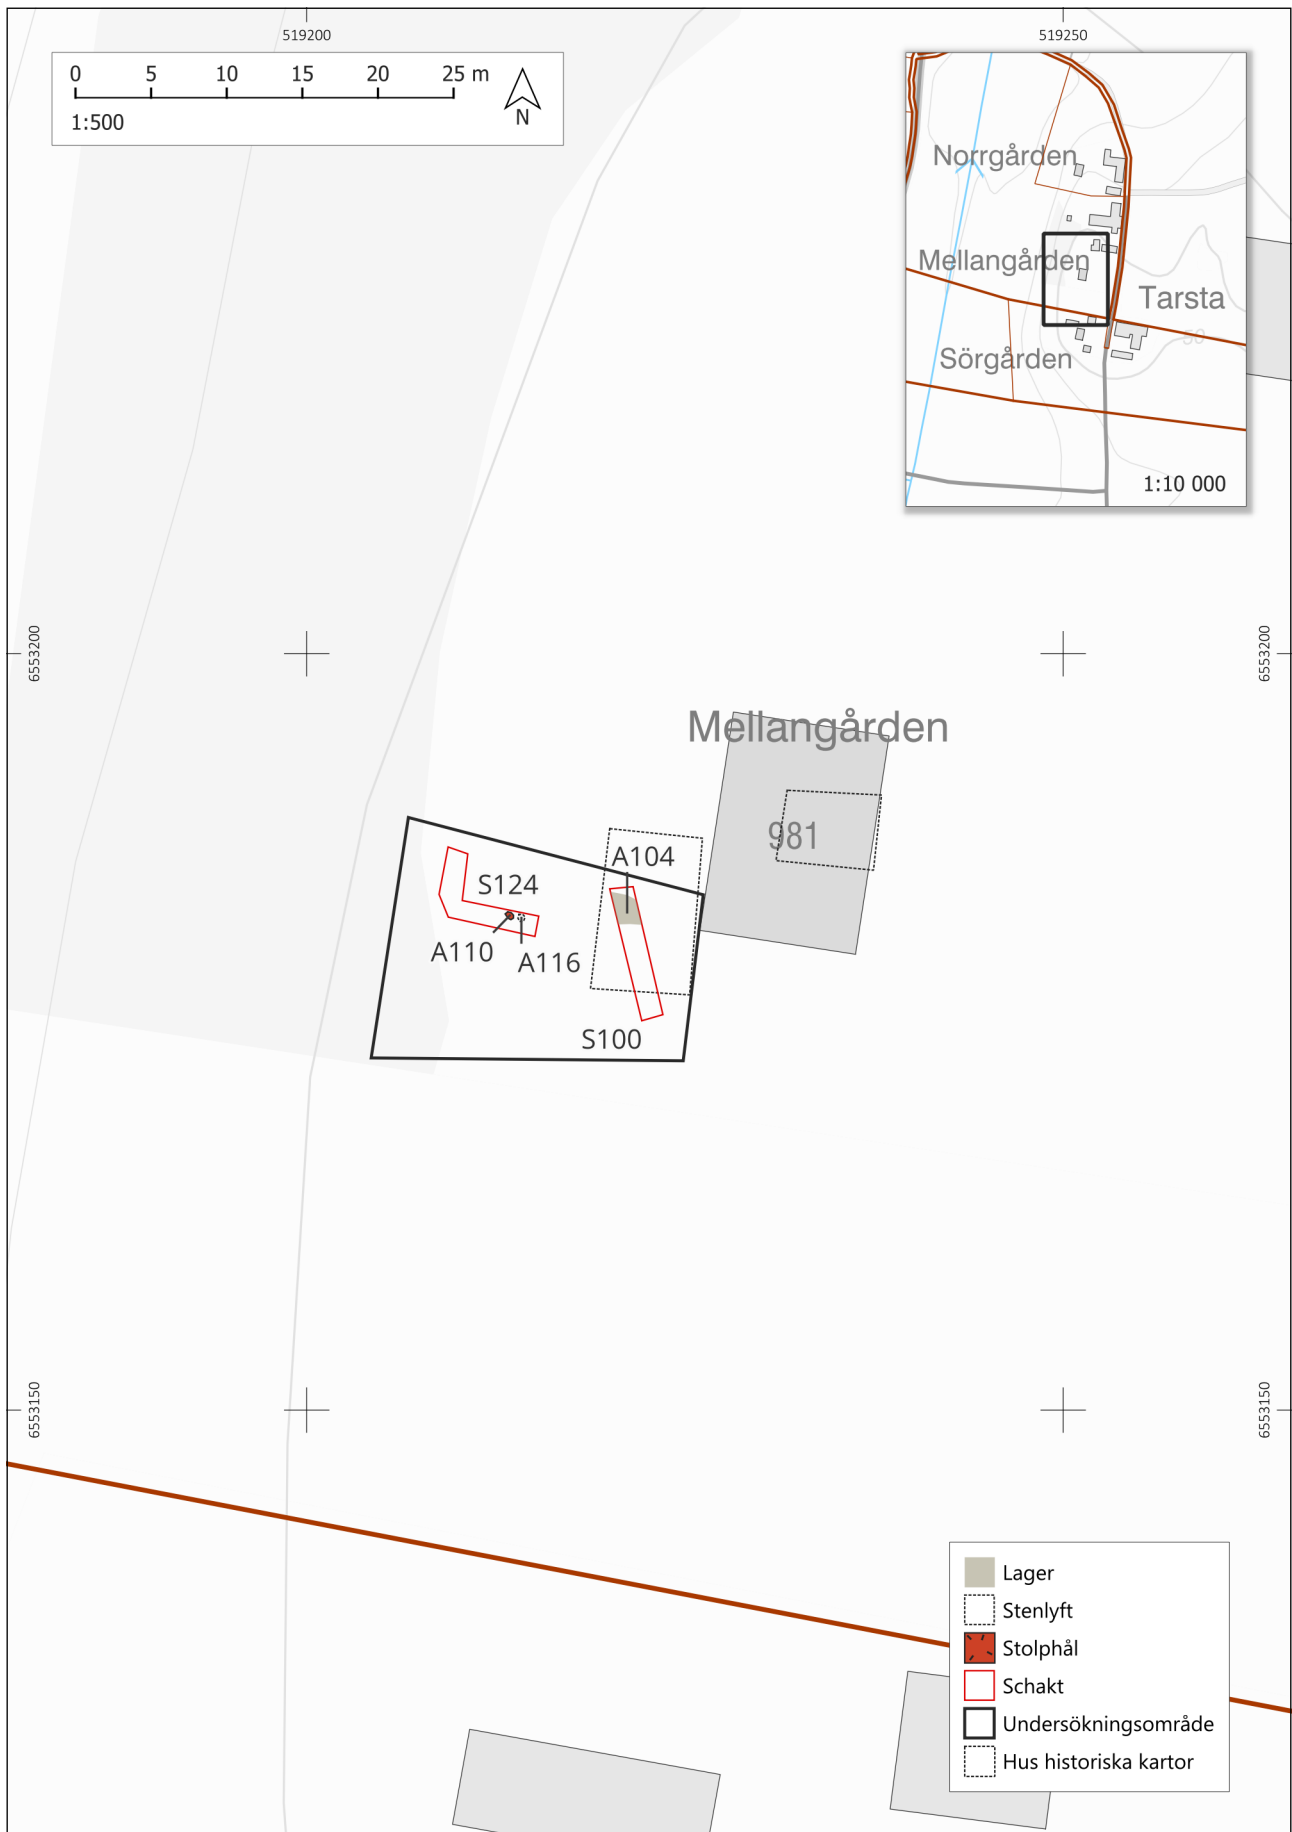 519200
519250
0 5 10 15 20 25 m
1:500
N
Norrgården
Mellangården
Tarsta
50
Sörgården
1:10 000
6553200
6553200
Mellangården
981
A104
S124
A110
A116
S100
6553150
6553150
Lager
Stenlyft
Stolphål
Schakt
Undersökningsområde
Hus historiska kartor